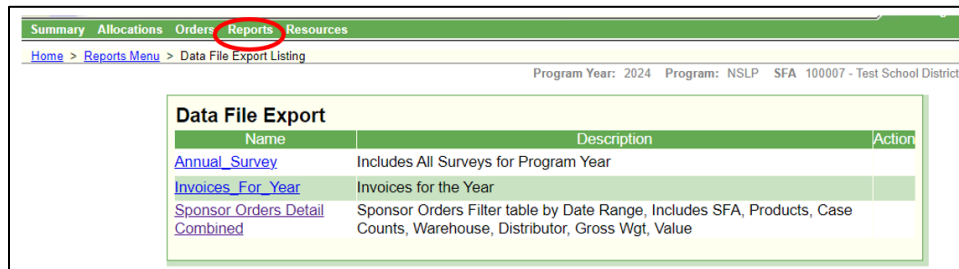 Summary Allocations Orders Reports Resources
Home > Reports Menu > Data File Export Listing
Program Year: 2024 Program: NSLP SFA 100007 - Test School District
Data File Export
Name Description Action
Annual_Survey Includes All Surveys for Program Year
Invoices_For_Year Invoices for the Year
Sponsor Orders Detail Sponsor Orders Filter table by Date Range, Includes SFA, Products, Case
Combined Counts, Warehouse, Distributor, Gross Wgt, Value